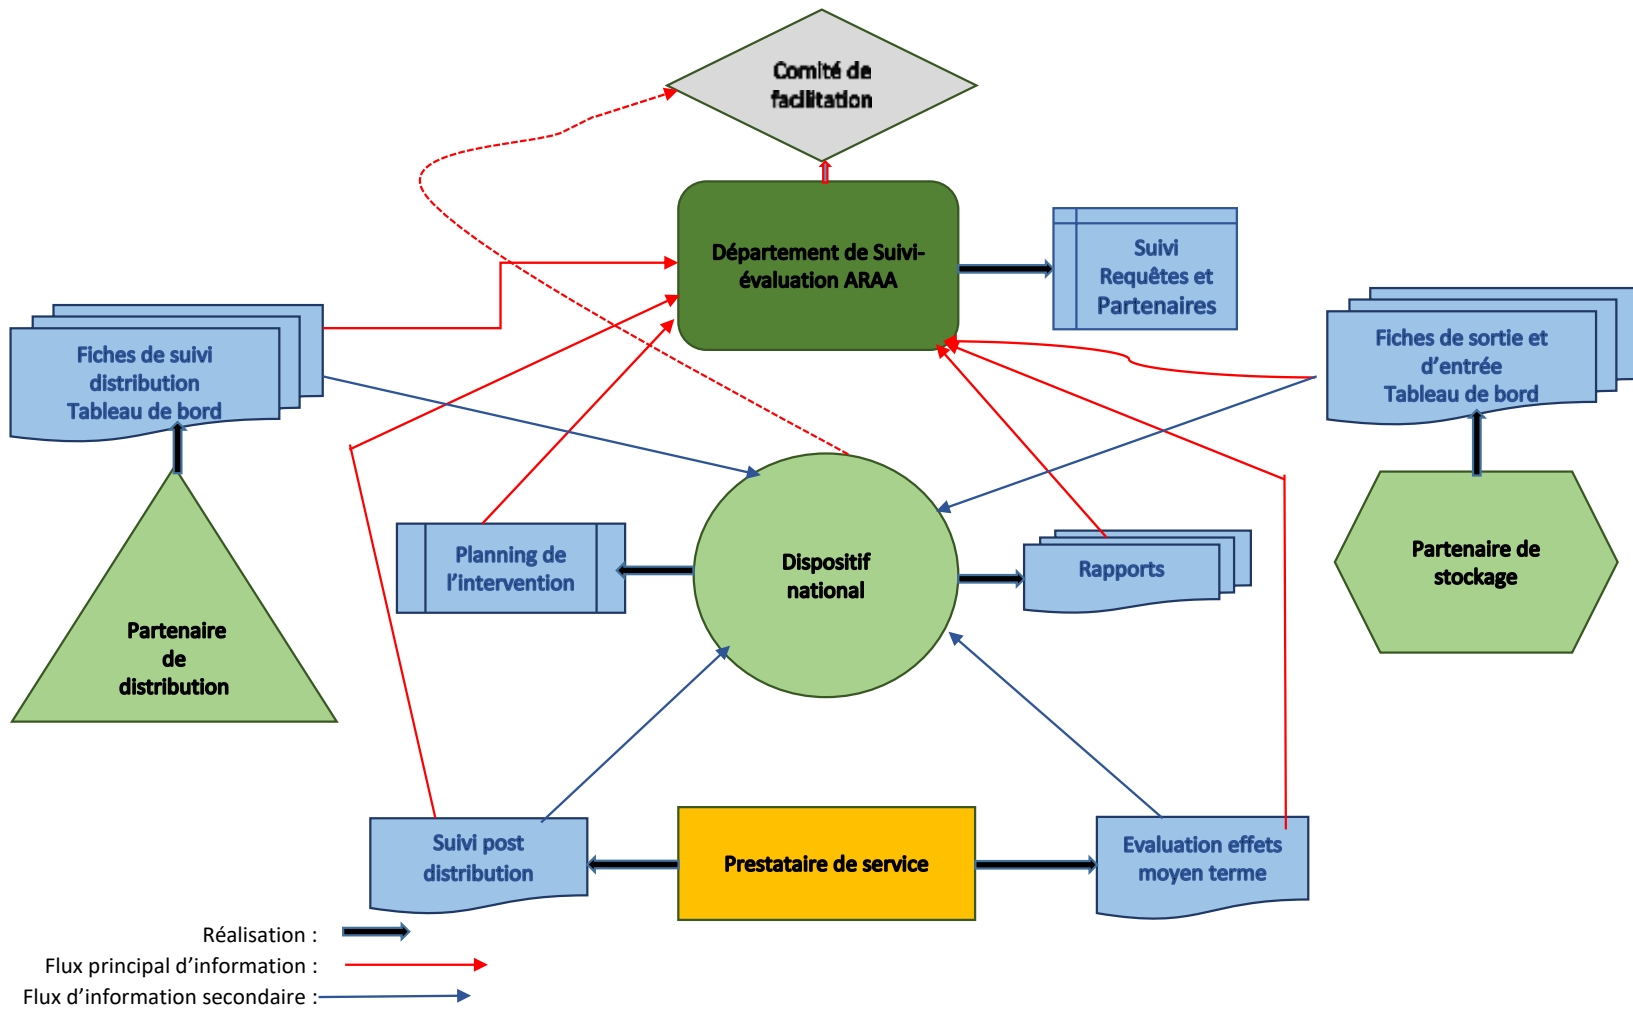 Comité de
facilitation
Département de Suivi-
évaluation ARAA
Suivi
Requêtes et
Partenaires
Fiches de suivi
distribution
Tableau de bord
Fiches de sortie et
d’entrée
Tableau de bord
Planning de
l’intervention
Dispositif
national
Rapports
Partenaire de
stockage
Partenaire
de
distribution
Suivi post
distribution
Prestataire de service
Evaluation effets
moyen terme
Réalisation :
Flux principal d’information :
Flux d’information secondaire :